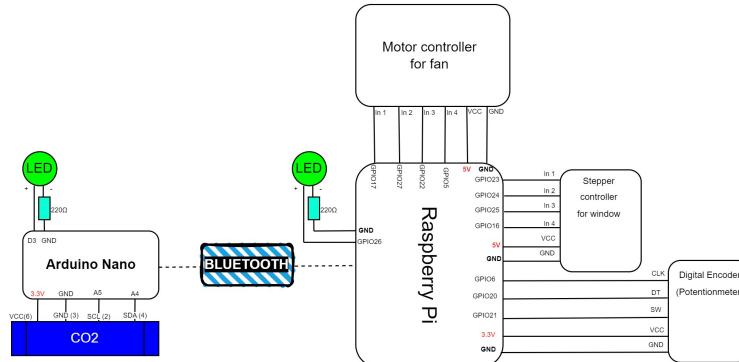 Motor controller
for fan
In 1
In 2
In 3
In 4
VCC
GND
GPIO17
GPIO27
GPIO22
GPIO5
5V
GND
LED
+
-
220Ω
D3
GND
Arduino Nano
3.3V
GND
A5
A4
VCC(6)
GND (3)
SCL (2)
SDA (4)
CO2
BLUETOOTH
LED
+
-
220Ω
GND
GPIO26
Raspberry Pi
GPIO23
GPIO24
GPIO25
GPIO16
5V
GND
In 1
In 2
In 3
In 4
VCC
GND
Stepper
controller
for window
GPIO6
GPIO20
GPIO21
3.3V
GND
CLK
DT
SW
VCC
GND
Digital Encoder
(Potentionmeter